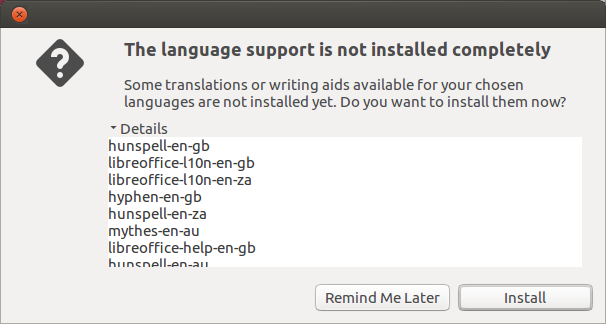 The language support is not installed completely
Some translations or writing aids available for your chosen
languages are not installed yet. Do you want to install them now?
Details
hunspell-en-gb
libreoffice-l10n-en-gb
libreoffice-l10n-en-za
hyphen-en-gb
hunspell-en-za
mythes-en-au
libreoffice-help-en-gb
hunspell-en-au
Remind Me Later
Install